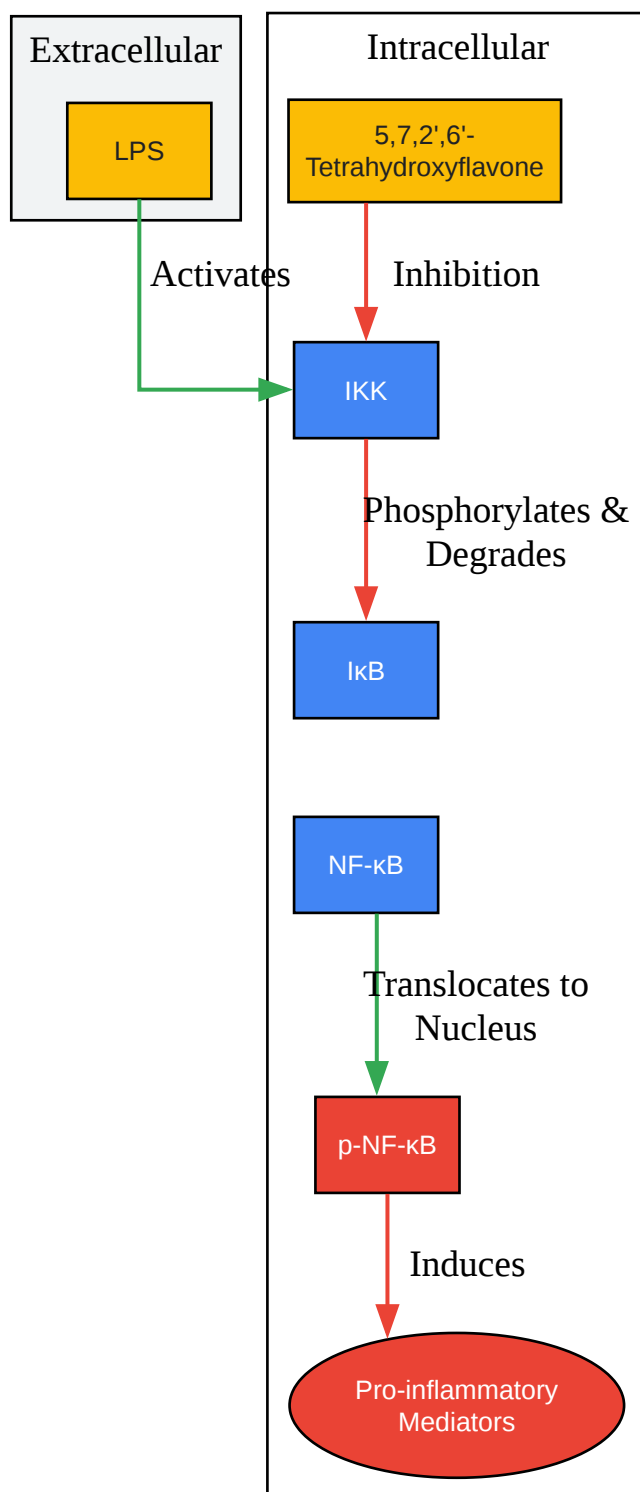 Extracellular
Intracellular
LPS
5,7,2',6'-
Tetrahydroxyflavone
Activates
Inhibition
IKK
Phosphorylates &
Degrades
IκB
NF-κB
Translocates to
Nucleus
p-NF-κB
Induces
Pro-inflammatory
Mediators